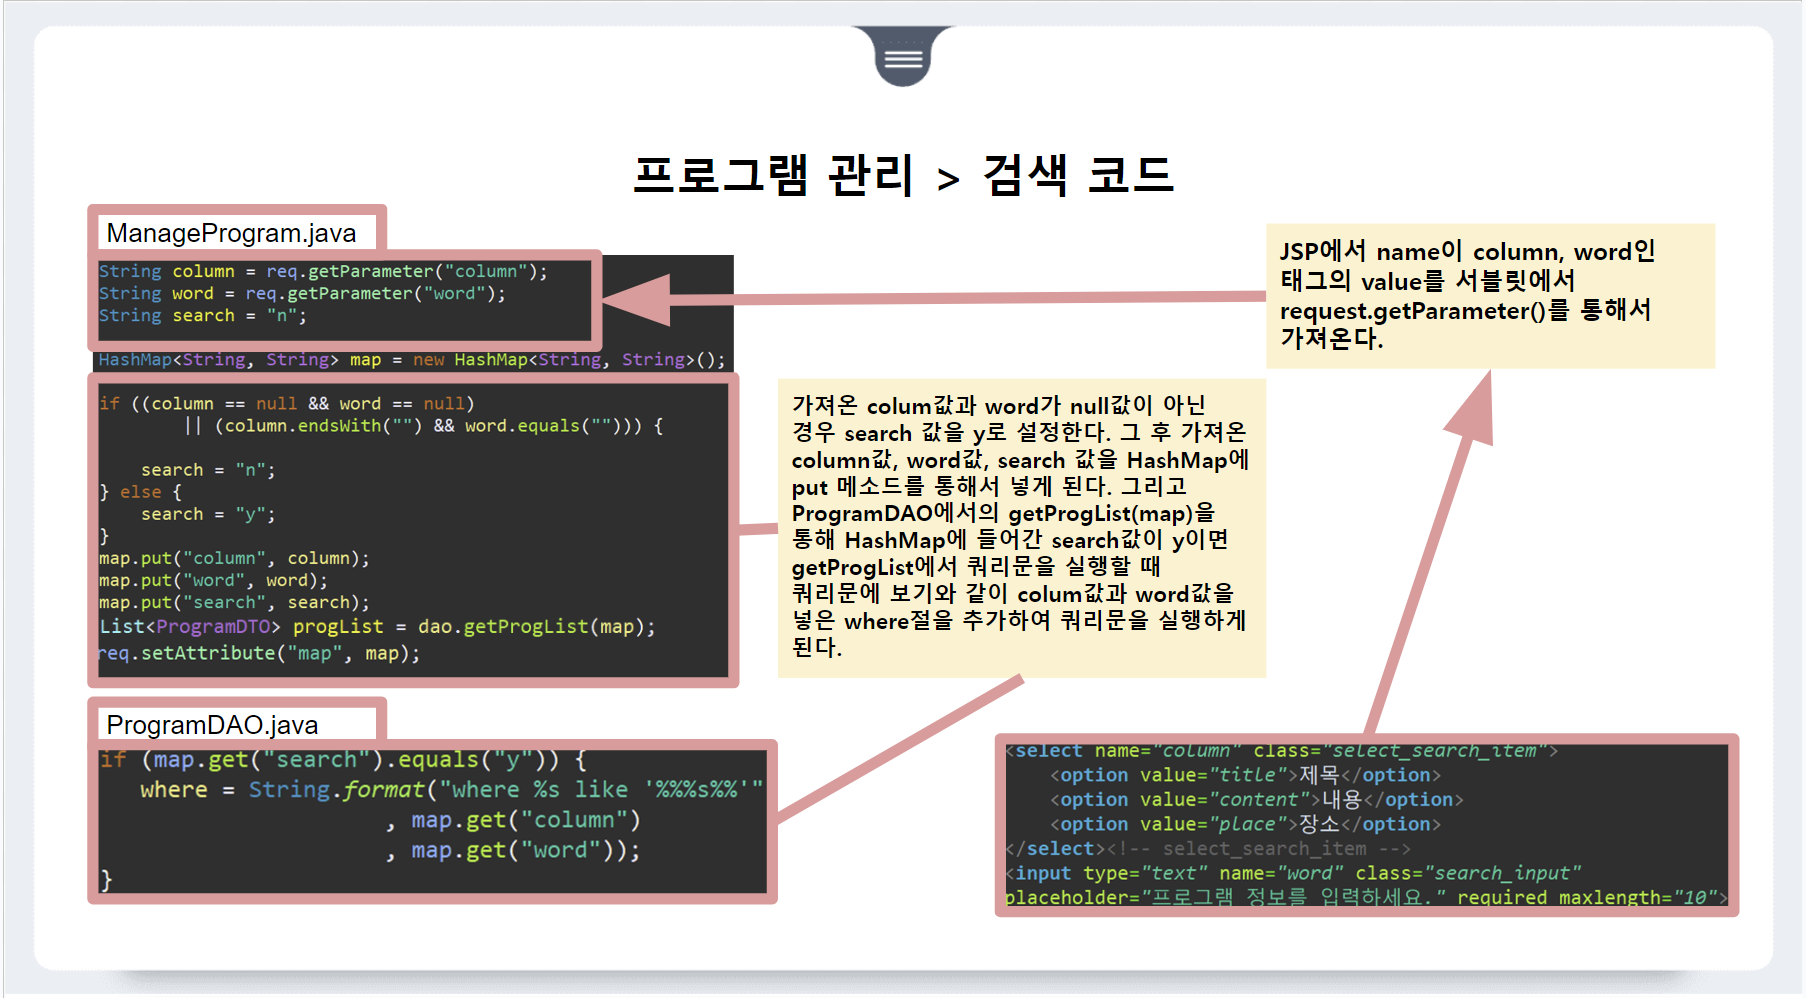 프로그램 관리 > 검색 코드
ManageProgram.java
String column = req.getParameter("column");
String word = req.getParameter("word");
String search = "n";
HashMap<String, String> map = new HashMap<String, String>();
if ((column == null && word == null)
|| (column.endsWith("") && word.equals(""))) {
search = "n";
} else {
search = "y";
}
map.put("column", column);
map.put("word", word);
map.put("search", search);
List<ProgramDTO> progList = dao.getProgList(map);
req.setAttribute("map", map);
JSP에서 name이 column, word인
태그의 value를 서블릿에서
request.getParameter()를 통해서
가져온다.
가져온 colum값과 word가 null값이 아닌
경우 search 값을 y로 설정한다. 그 후 가져온
column값, word값, search 값을 HashMap에
put 메소드를 통해서 넣게 된다. 그리고
ProgramDAO에서의 getProgList(map)을
통해 HashMap에 들어간 search값이 y이면
getProgList에서 쿼리문을 실행할 때
쿼리문에 보기와 같이 colum값과 word값을
넣은 where절을 추가하여 쿼리문을 실행하게
된다.
ProgramDAO.java
if (map.get("search").equals("y")) {
where = String.format("where %s like '%%%s%%'"
, map.get("column")
, map.get("word"));
}
<select name="column" class="select_search_item">
<option value="title">제목</option>
<option value="content">내용</option>
<option value="place">장소</option>
</select><!-- select_search_item -->
<input type="text" name="word" class="search_input"
placeholder="프로그램 정보를 입력하세요." required maxlength="10">